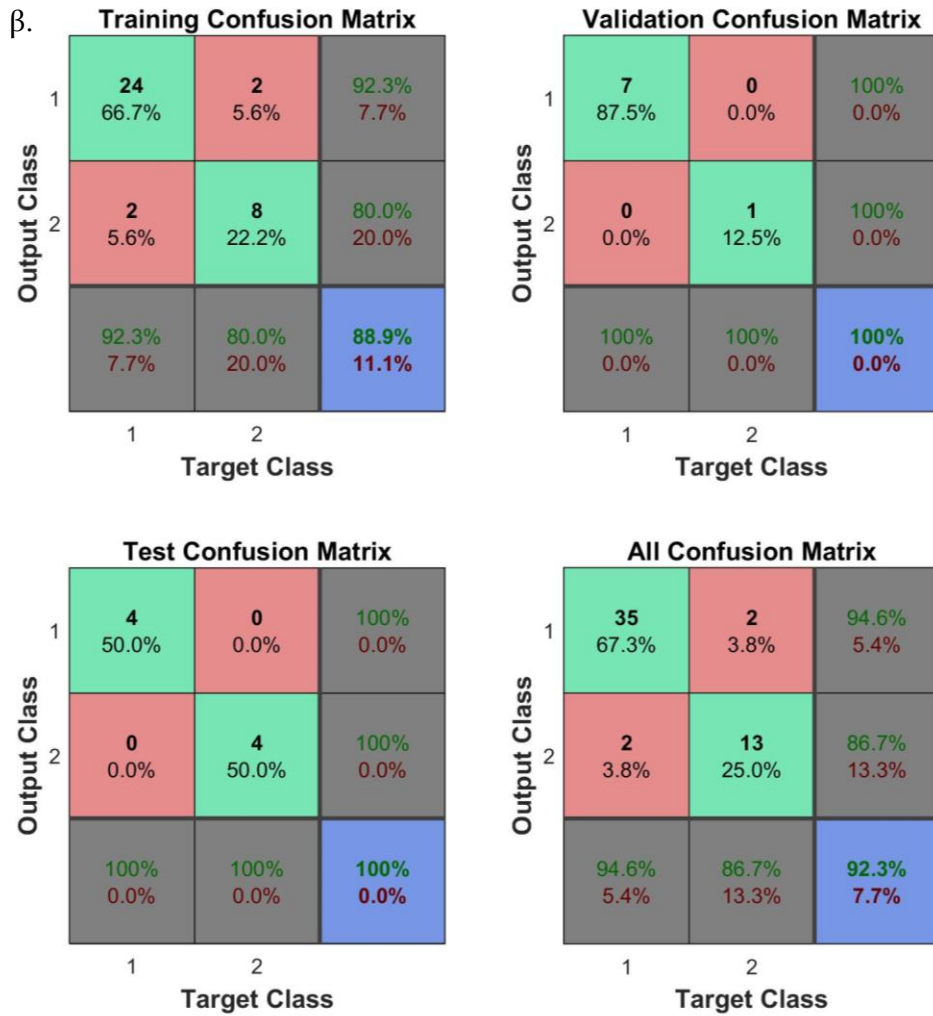 β.
Training Confusion Matrix
24 2 92.3%
1
66.7% 5.6% 7.7%
2 8 80.0%
2
5.6% 22.2% 20.0%
92.3% 80.0% 88.9%
7.7% 20.0% 11.1%
1 2
Target Class
Output Class
Validation Confusion Matrix
7 0 100%
1
87.5% 0.0% 0.0%
0 1 100%
2
0.0% 12.5% 0.0%
100% 100% 100%
0.0% 0.0% 0.0%
1 2
Target Class
Output Class
Test Confusion Matrix
4 0 100%
1
50.0% 0.0% 0.0%
0 4 100%
2
0.0% 50.0% 0.0%
100% 100% 100%
0.0% 0.0% 0.0%
1 2
Target Class
Output Class
All Confusion Matrix
35 2 94.6%
1
67.3% 3.8% 5.4%
2 13 86.7%
2
3.8% 25.0% 13.3%
94.6% 86.7% 92.3%
5.4% 13.3% 7.7%
1 2
Target Class
Output Class